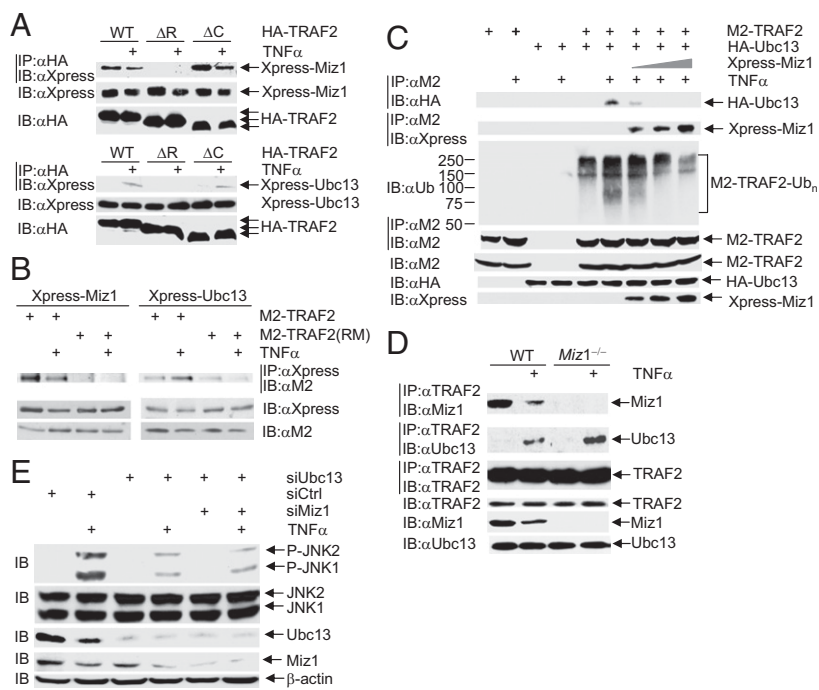 A
WT ΔR ΔC HA-TRAF2
+ + + TNFα
IP:αHA
IB:αXpress Xpress-Miz1
IB:αXpress Xpress-Miz1
IB:αHA HA-TRAF2
WT ΔR ΔC HA-TRAF2
+ + + TNFα
IP:αHA
IB:αXpress Xpress-Ubc13
IB:αXpress Xpress-Ubc13
IB:αHA HA-TRAF2
B
Xpress-Miz1 Xpress-Ubc13
+ + + + M2-TRAF2
+ + + + M2-TRAF2(RM)
+ + + + TNFα
IP:αXpress
IB:αM2
IB:αXpress
IB:αM2
C
+ + + + + + + M2-TRAF2
+ + + + + + + HA-Ubc13
Xpress-Miz1
+ + + + + + TNFα
IP:αM2
IB:αHA HA-Ubc13
IP:αM2
IB:αXpress Xpress-Miz1
250
150
IB:αUb 100 M2-TRAF2-Ubn
75
50
IP:αM2
IB:αM2 M2-TRAF2
IB:αM2 M2-TRAF2
IB:αHA HA-Ubc13
IB:αXpress Xpress-Miz1
D
WT Miz1−/−
+ + TNFα
IP:αTRAF2
IB:αMiz1 Miz1
IP:αTRAF2
IB:αUbc13 Ubc13
IP:αTRAF2
IB:αTRAF2 TRAF2
IB:αTRAF2 TRAF2
IB:αMiz1 Miz1
IB:αUbc13 Ubc13
E
+ + + + siUbc13
+ + siCtrl
+ + siMiz1
+ + + TNFα
IB P-JNK2
P-JNK1
IB JNK2
JNK1
IB Ubc13
IB Miz1
IB β-actin